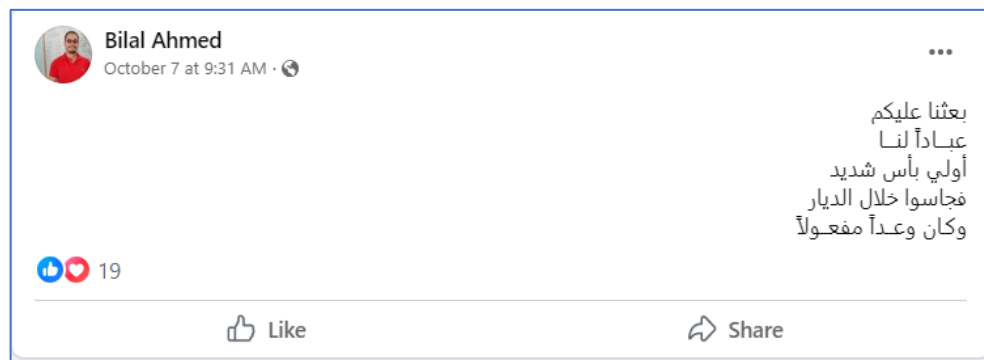 Bilal Ahmed
October 7 at 9:31 AM ·
بعثنا عليكم
عبــاداً لنــا
أولي بأس شديد
فجاسوا خلال الديار
وكان وعـداً مفعـولاً
19
Like
Share